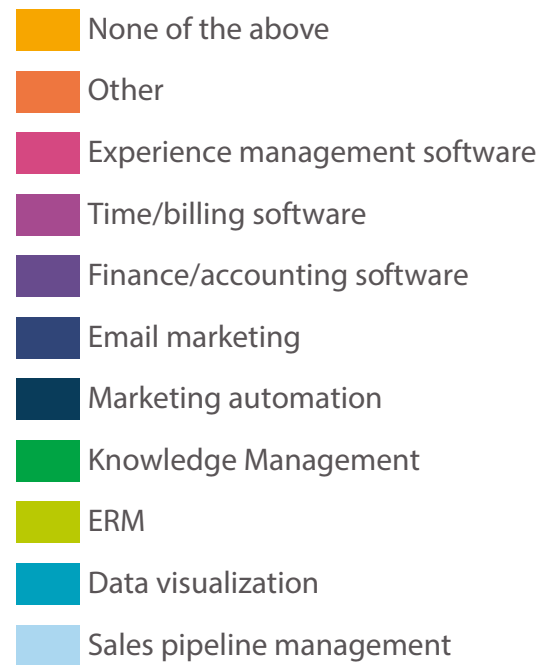 None of the above
Other
Experience management software
Time/billing software
Finance/accounting software
Email marketing
Marketing automation
Knowledge Management
ERM
Data visualization
Sales pipeline management